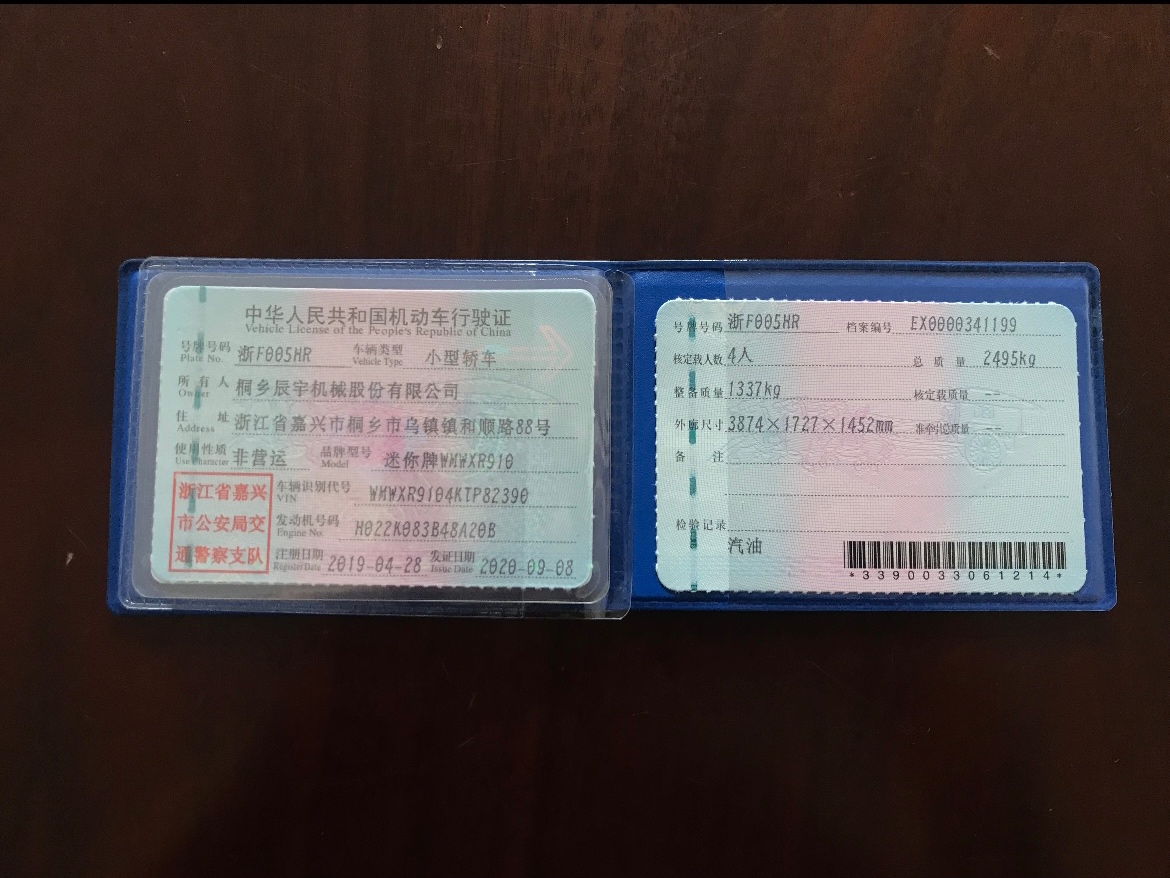 中华人民共和国机动车行驶证
Vehicle License of the People's Republic of China
号牌号码 浙F005HR 车辆类型 小型轿车
Plate No. Vehicle Type
所有人 桐乡辰宇机械股份有限公司
Owner
住址 浙江省嘉兴市桐乡市乌镇镇和顺路88号
Address
使用性质 非营运 品牌型号 迷你牌WMWXR910
Use Character Model
浙江省嘉兴
市公安局交
通警察支队
车辆识别代号 WMWXR9104KTP82390
VIN
发动机号码 H022K083B48A20B
Engine No.
注册日期 2019-04-28 发证日期 2020-09-08
Register Date Issue Date
号牌号码 浙F005HR 档案编号 EX0000341199
核定载人数 4人 总质量 2495kg
整备质量 1337kg 核定载质量 --
外廓尺寸 3874×1727×1452mm 准牵引总质量 --
备注
检验记录
汽油
*3390033061214*